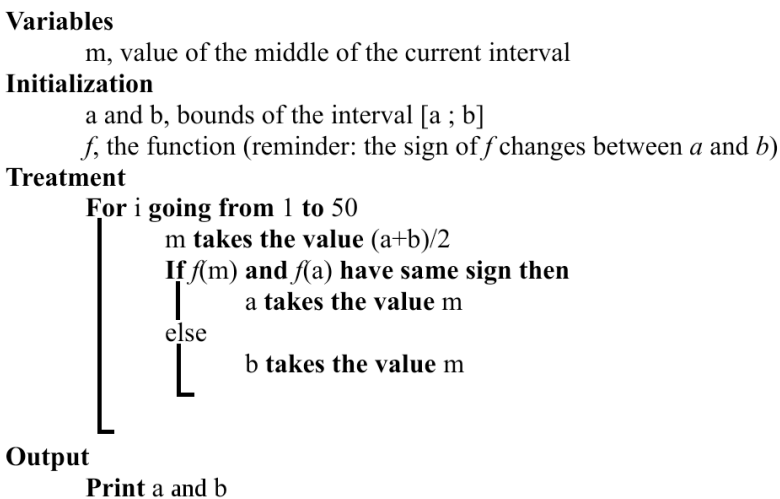 Variables
m, value of the middle of the current interval
Initialization
a and b, bounds of the interval [a ; b]
f, the function (reminder: the sign of f changes between a and b)
Treatment
For i going from 1 to 50
m takes the value (a+b)/2
If f(m) and f(a) have same sign then
a takes the value m
else
b takes the value m
Output
Print a and b